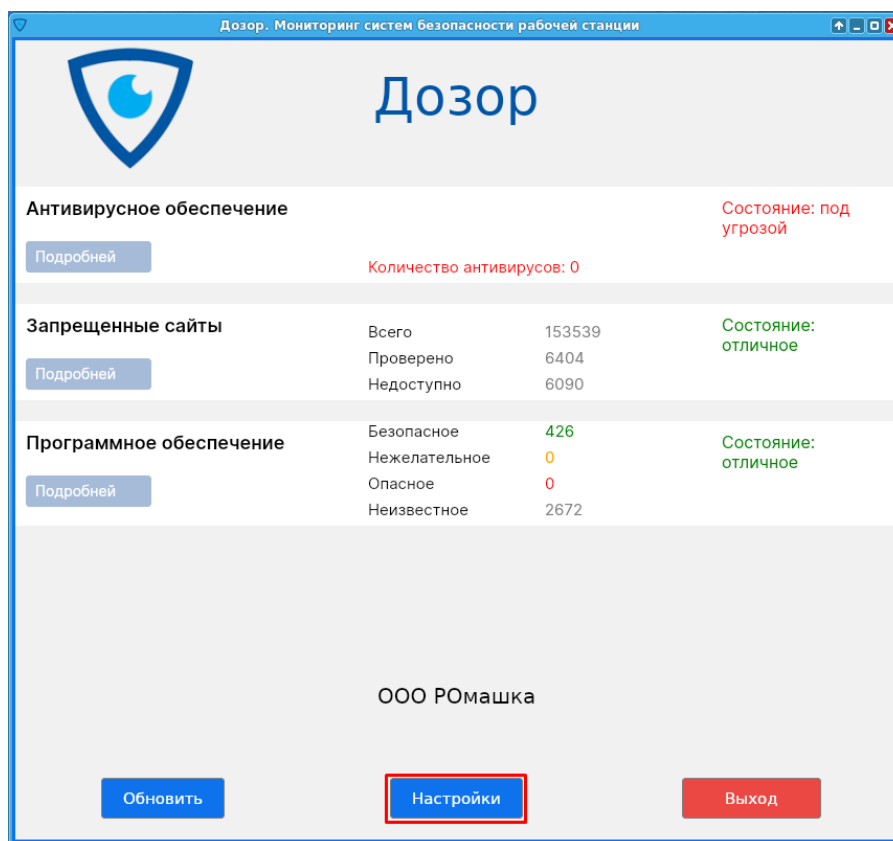 Дозор. Мониторинг систем безопасности рабочей станции
Дозор
Антивирусное обеспечение
Состояние: под
угрозой
Подробней
Количество антивирусов: 0
Запрещенные сайты
Всего 153539
Состояние:
отличное
Проверено 6404
Подробней
Недоступно 6090
Программное обеспечение
Безопасное 426
Состояние:
отличное
Нежелательное 0
Подробней
Опасное 0
Неизвестное 2672
ООО РОмашка
Обновить
Настройки
Выход